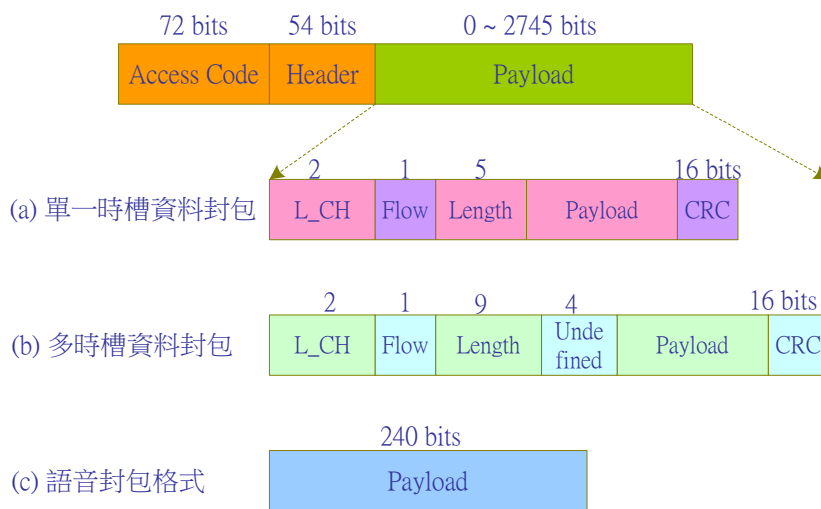 72 bits 54 bits 0 ~ 2745 bits
Access Code Header Payload
2 1 5 16 bits
(a) 單一時槽資料封包 L_CH Flow Length Payload CRC
2 1 9 4 16 bits
(b) 多時槽資料封包 L_CH Flow Length Unde fined Payload CRC
240 bits
(c) 語音封包格式 Payload